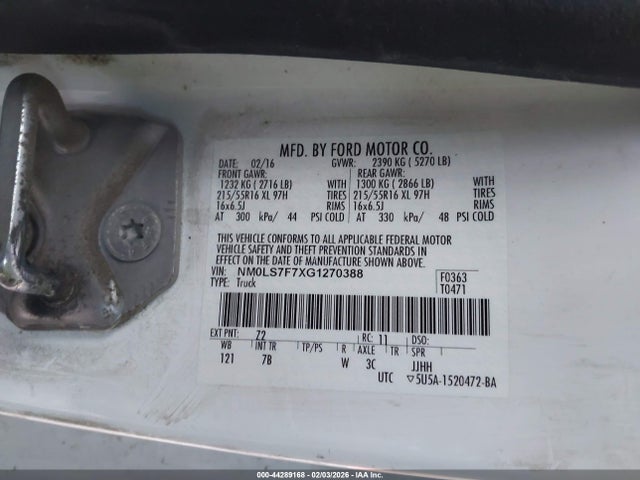 MFD. BY FORD MOTOR CO.
DATE: 02/16 GVWR: 2390 KG ( 5270 LB)
FRONT GAWR: REAR GAWR:
1232 KG ( 2716 LB) WITH 1300 KG ( 2866 LB) WITH
215/55R16 XL 97H TIRES 215/55R16 XL 97H TIRES
16x6.5J RIMS 16x6.5J RIMS
AT 300 kPa/ 44 PSI COLD AT 330 kPa/ 48 PSI COLD
THIS VEHICLE CONFORMS TO ALL APPLICABLE FEDERAL MOTOR
VEHICLE SAFETY AND THEFT PREVENTION STANDARDS IN
EFFECT ON THE DATE OF MANUFACTURE SHOWN ABOVE.
VIN: NM0LS7F7XG1270388 F0363
TYPE: Truck T0471
EXT PNT: Z2 RC: 11 DSO:
WB INT TR TP/PS R AXLE TR SPR
121 7B W 3C JJHH
UTC ▽5U5A-1520472-BA
000-44289168 - 02/03/2026 - IAAI.COM